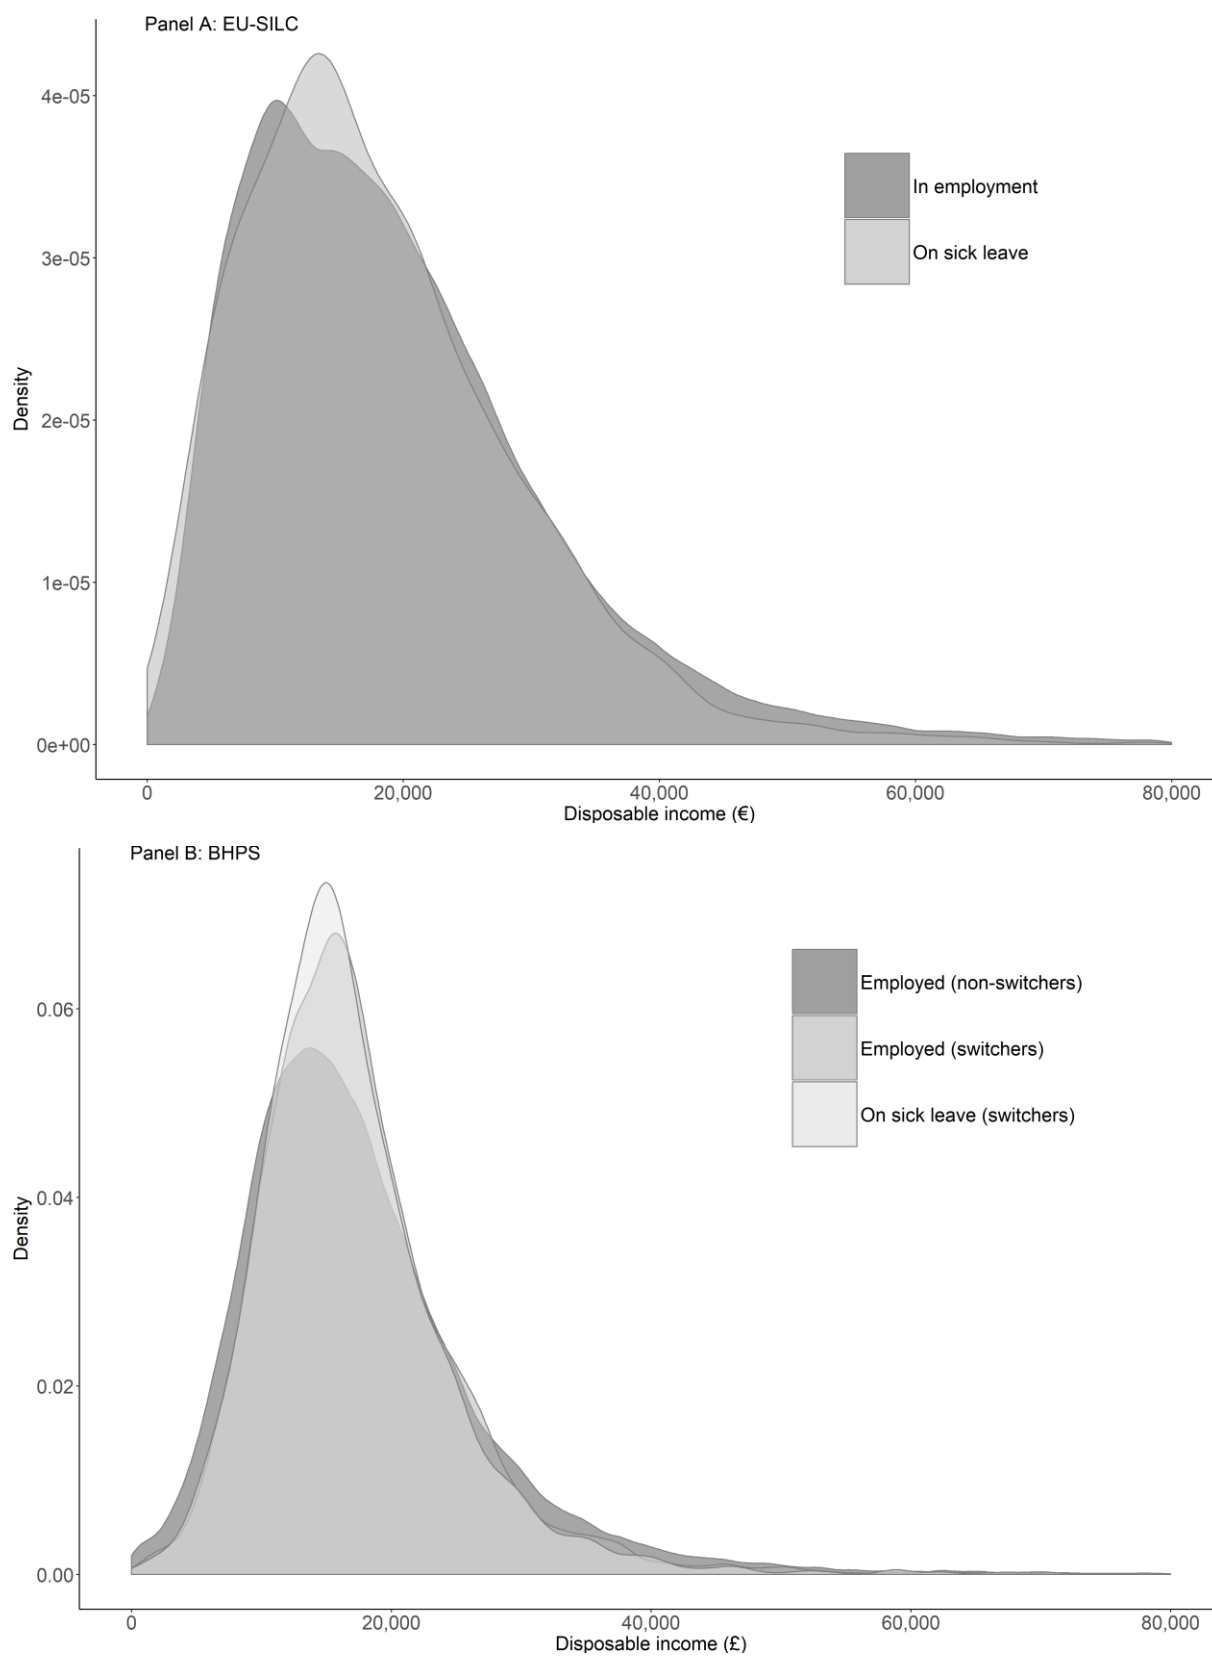 Panel A: EU-SILC
4e-05
3e-05
2e-05
1e-05
0e+00
Density
In employment
On sick leave
0
20,000
40,000
60,000
80,000
Disposable income (€)
Panel B: BHPS
0.06
0.04
0.02
0.00
Density
Employed (non-switchers)
Employed (switchers)
On sick leave (switchers)
0
20,000
40,000
60,000
80,000
Disposable income (£)